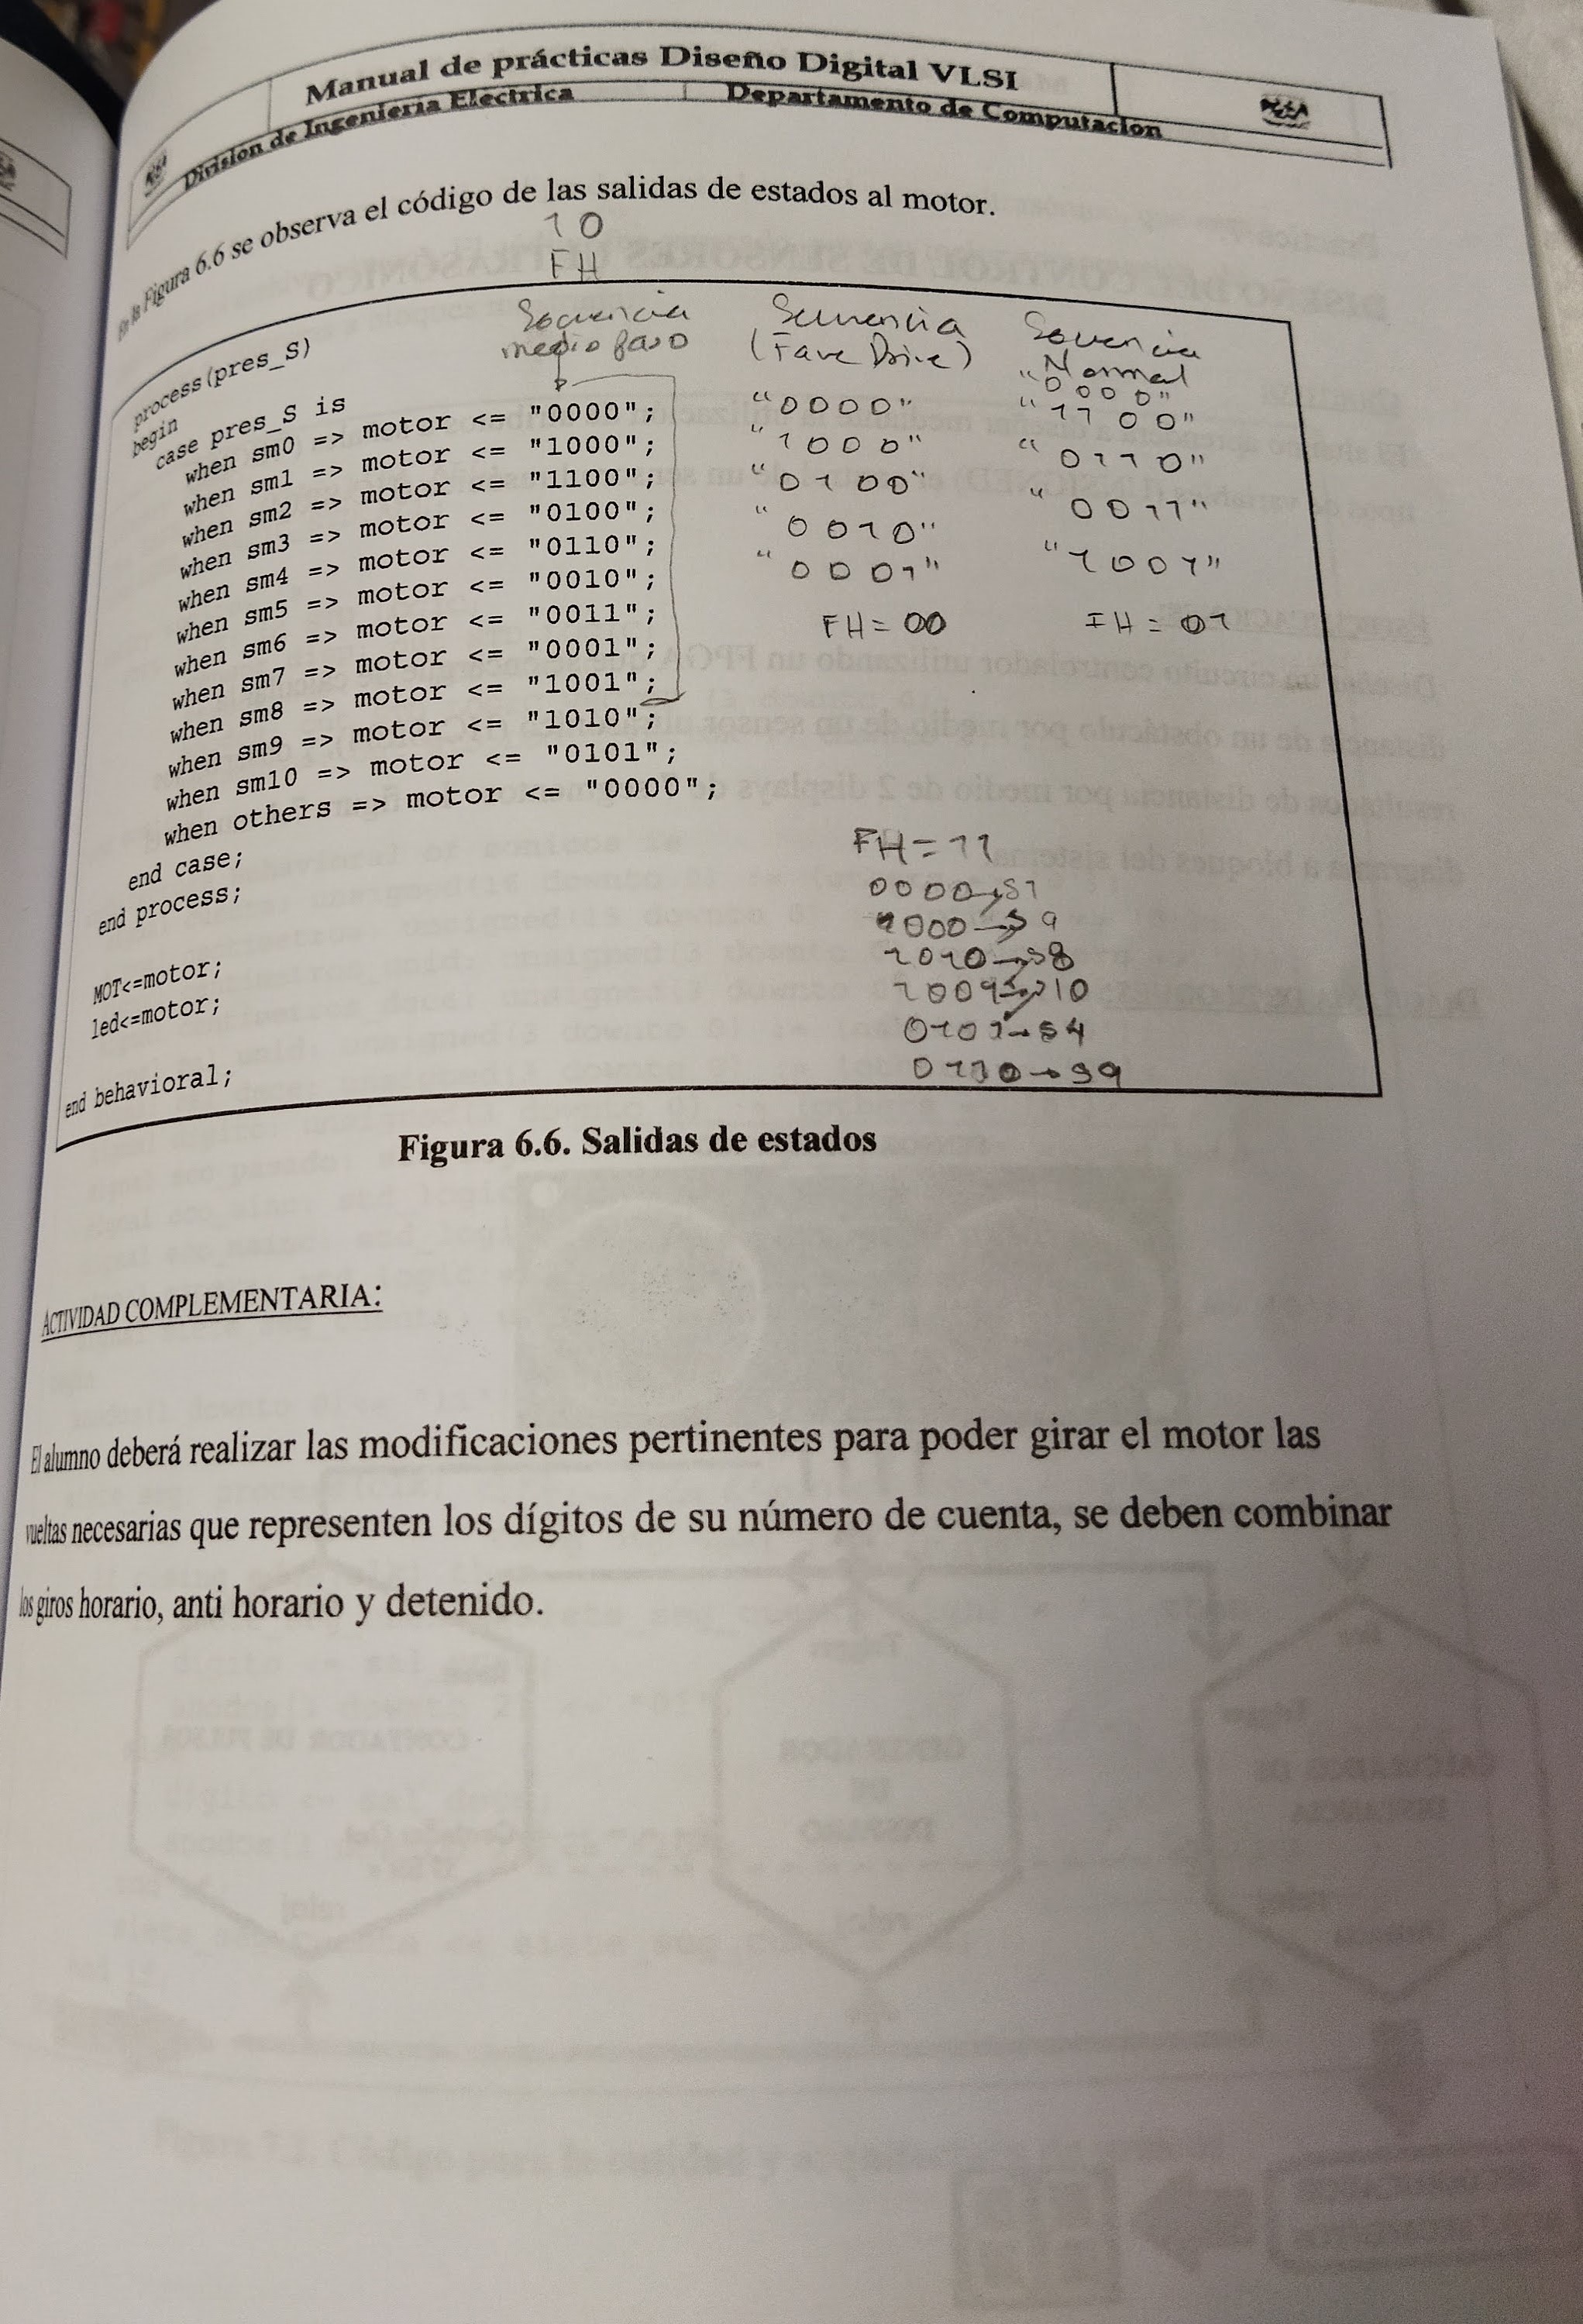 Manual de prácticas Diseño Digital VLSI
División de Ingeniería Eléctrica Departamento de Computación
En la Figura 6.6 se observa el código de las salidas de estados al motor.
10
FH
Secuencia medio paso
Secuencia (Fave Drive)
Secuencia Normal
process(pres_S)
begin
case pres_S is
when sm0 => motor <= "0000"; "0000" "0000"
when sm1 => motor <= "1000"; "1000" "1100"
when sm2 => motor <= "1100"; "0100" "0110"
when sm3 => motor <= "0100"; "0010" "0011"
when sm4 => motor <= "0110"; "0001" "1001"
when sm5 => motor <= "0010"; FH=00 FH=01
when sm6 => motor <= "0011";
when sm7 => motor <= "0001";
when sm8 => motor <= "1001";
when sm9 => motor <= "1010";
when sm10 => motor <= "0101";
when others => motor <= "0000";
end case;
end process;
MOT<=motor;
led<=motor;
end behavioral;
FH=11
0000→S1
1000→S9
1010→S8
1001→S10
0101→S4
0110→S9
Figura 6.6. Salidas de estados
ACTIVIDAD COMPLEMENTARIA:
El alumno deberá realizar las modificaciones pertinentes para poder girar el motor las
vueltas necesarias que representen los dígitos de su número de cuenta, se deben combinar
los giros horario, anti horario y detenido.